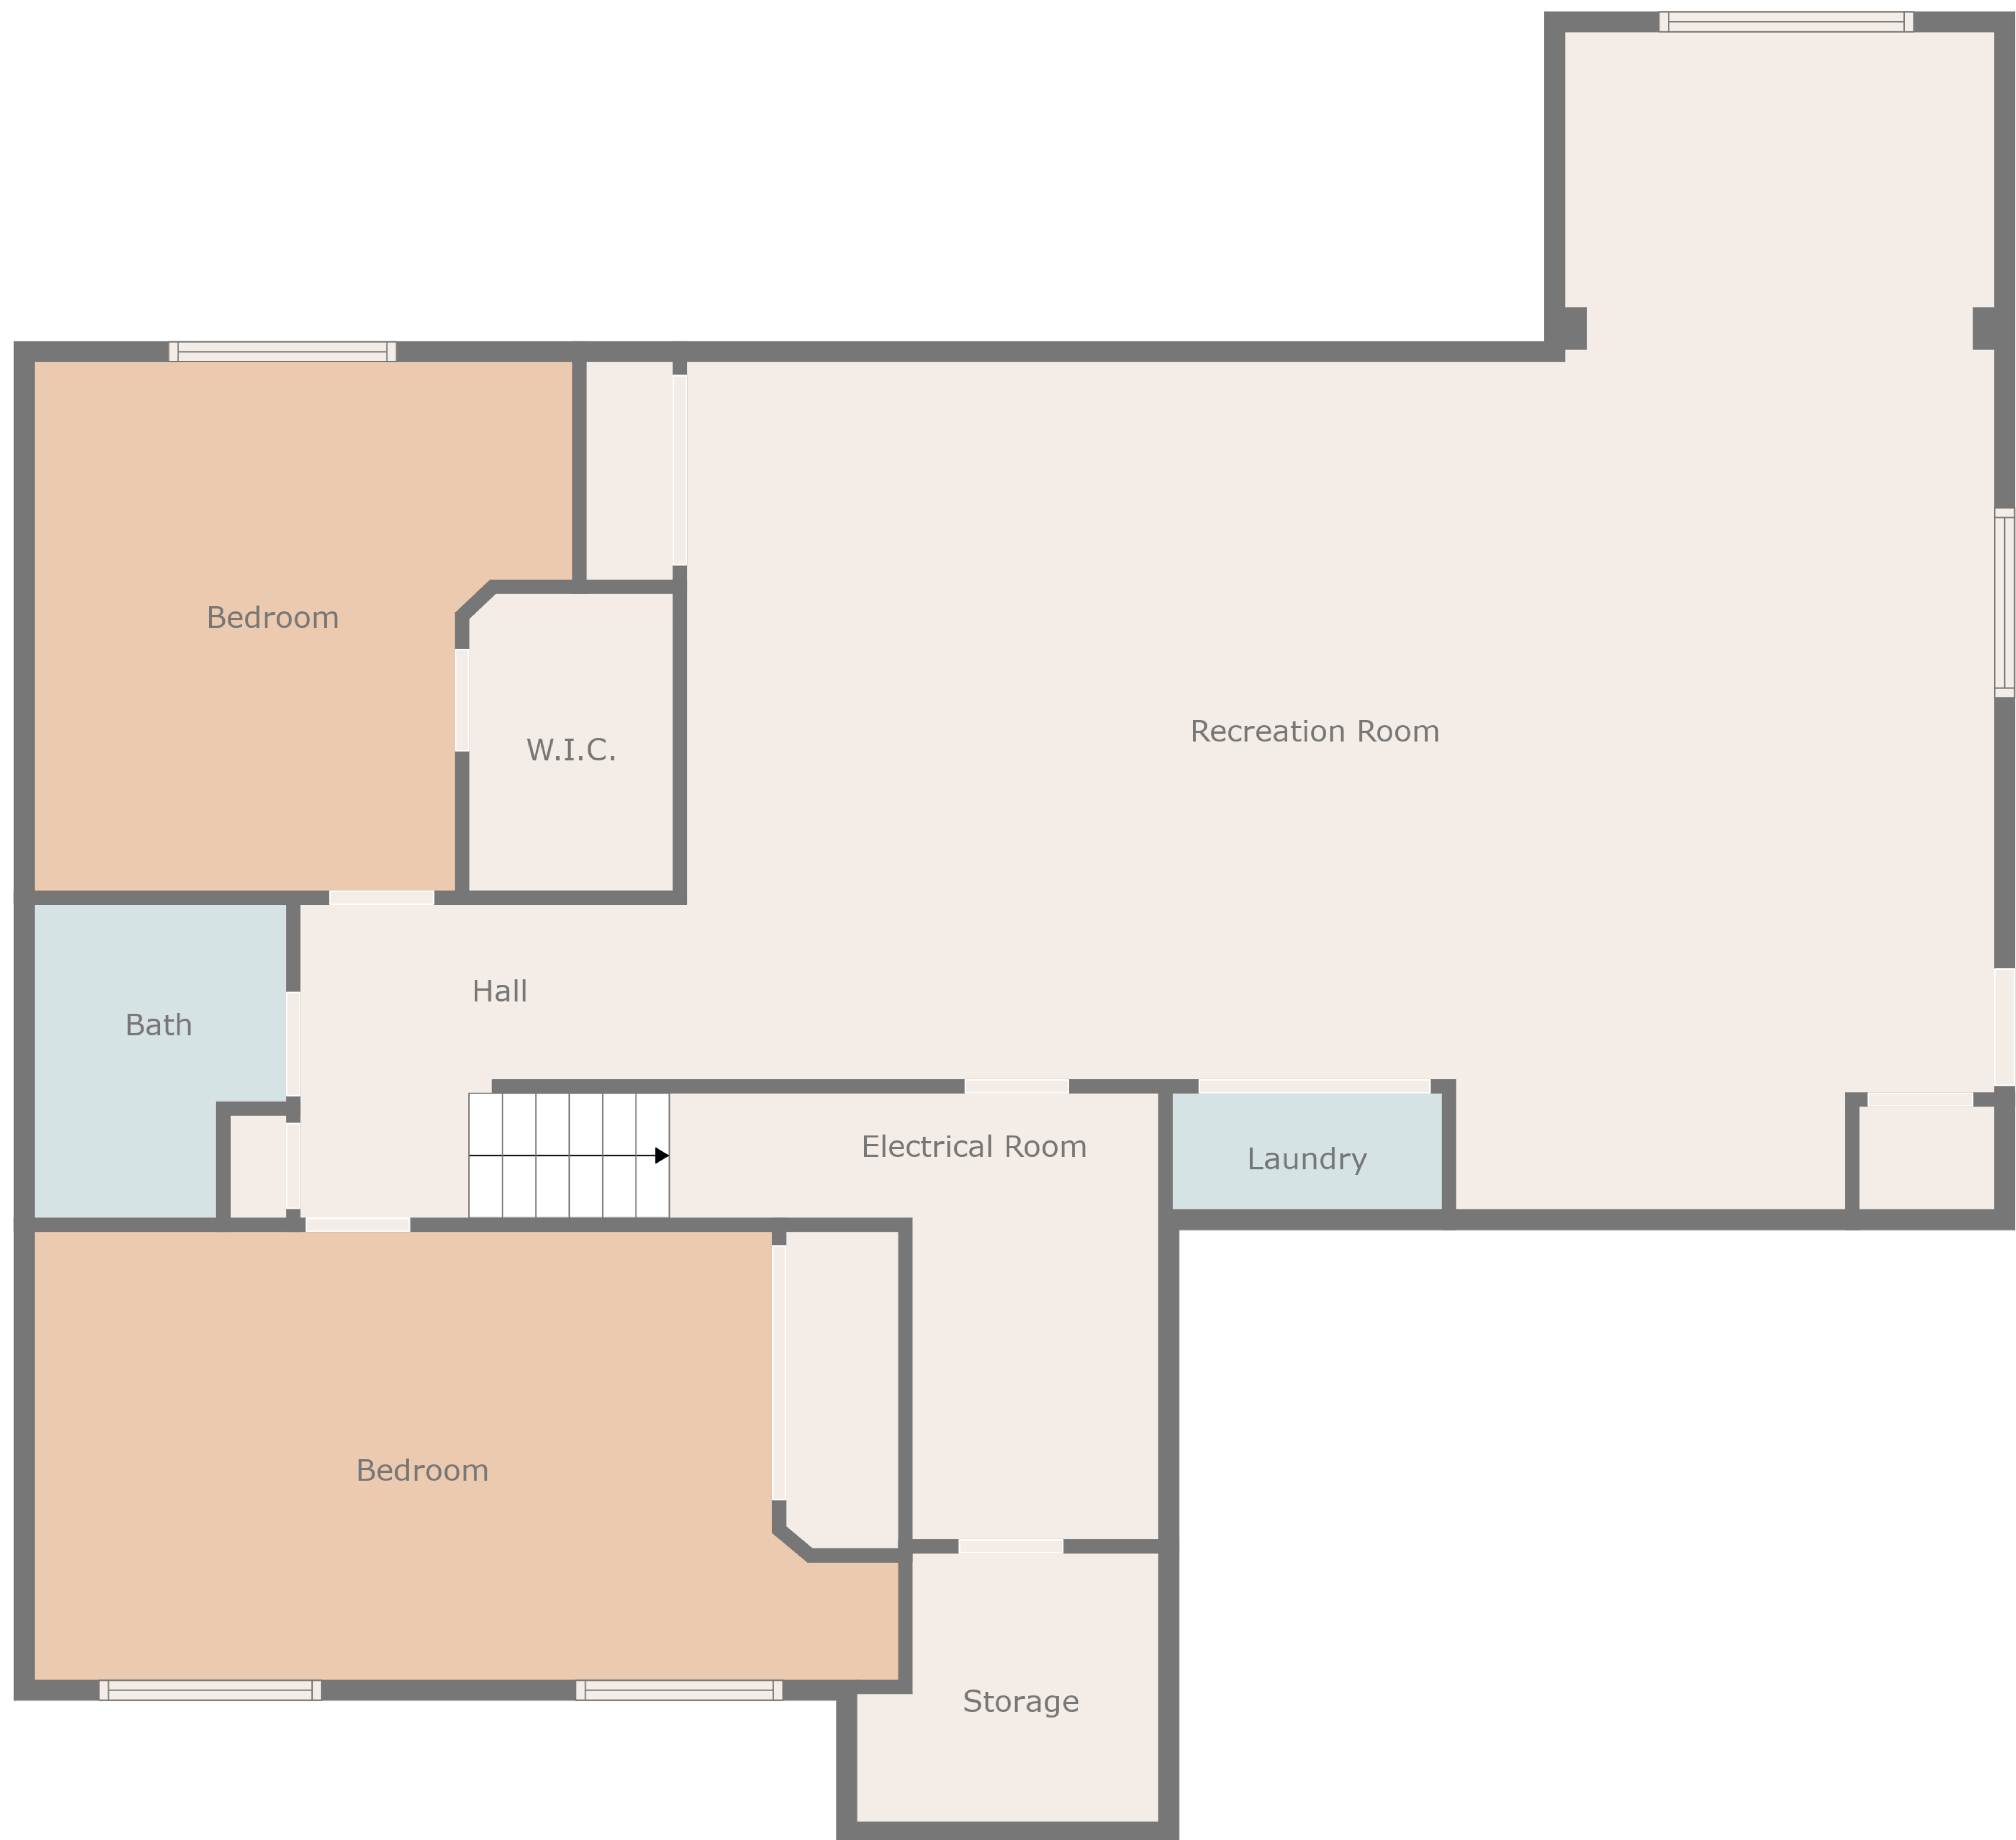 Bedroom
Recreation Room
W.I.C.
Hall
Bath
Electrical Room
Laundry
Bedroom
Storage